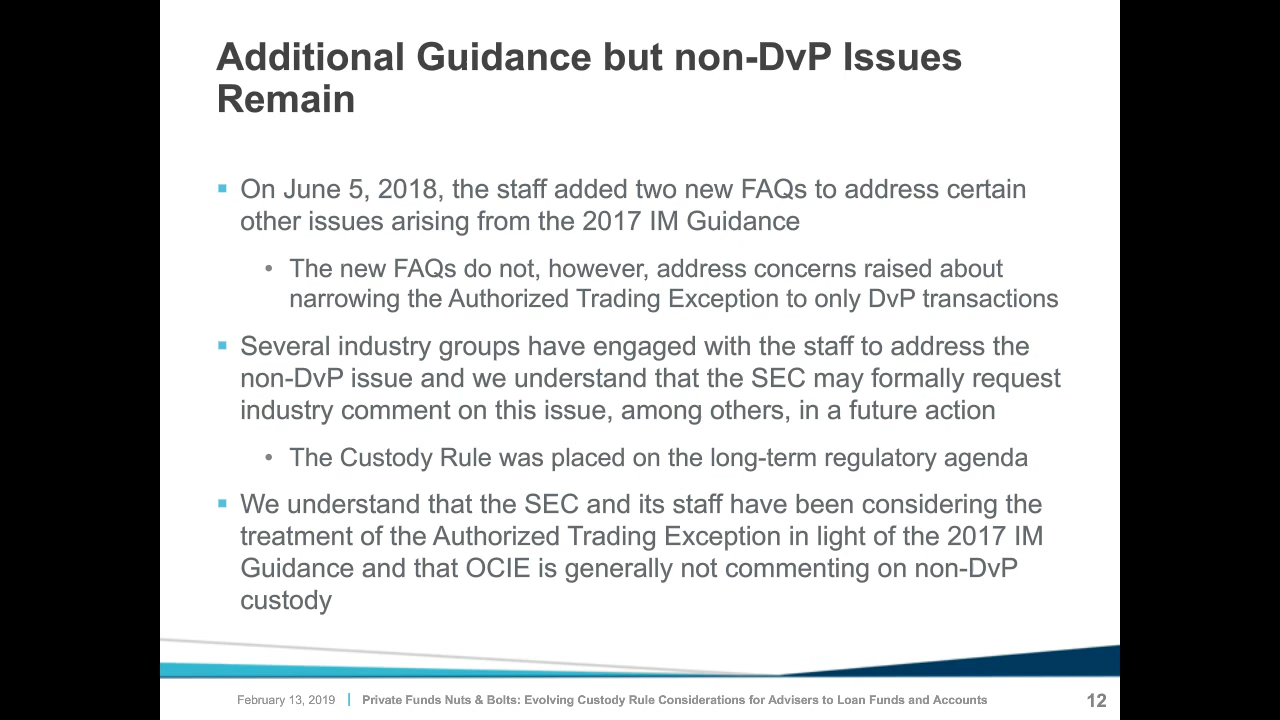 Additional Guidance but non-DvP Issues
Remain
▪ On June 5, 2018, the staff added two new FAQs to address certain
other issues arising from the 2017 IM Guidance
• The new FAQs do not, however, address concerns raised about
narrowing the Authorized Trading Exception to only DvP transactions
▪ Several industry groups have engaged with the staff to address the
non-DvP issue and we understand that the SEC may formally request
industry comment on this issue, among others, in a future action
• The Custody Rule was placed on the long-term regulatory agenda
▪ We understand that the SEC and its staff have been considering the
treatment of the Authorized Trading Exception in light of the 2017 IM
Guidance and that OCIE is generally not commenting on non-DvP
custody
February 13, 2019 | Private Funds Nuts & Bolts: Evolving Custody Rule Considerations for Advisers to Loan Funds and Accounts 12